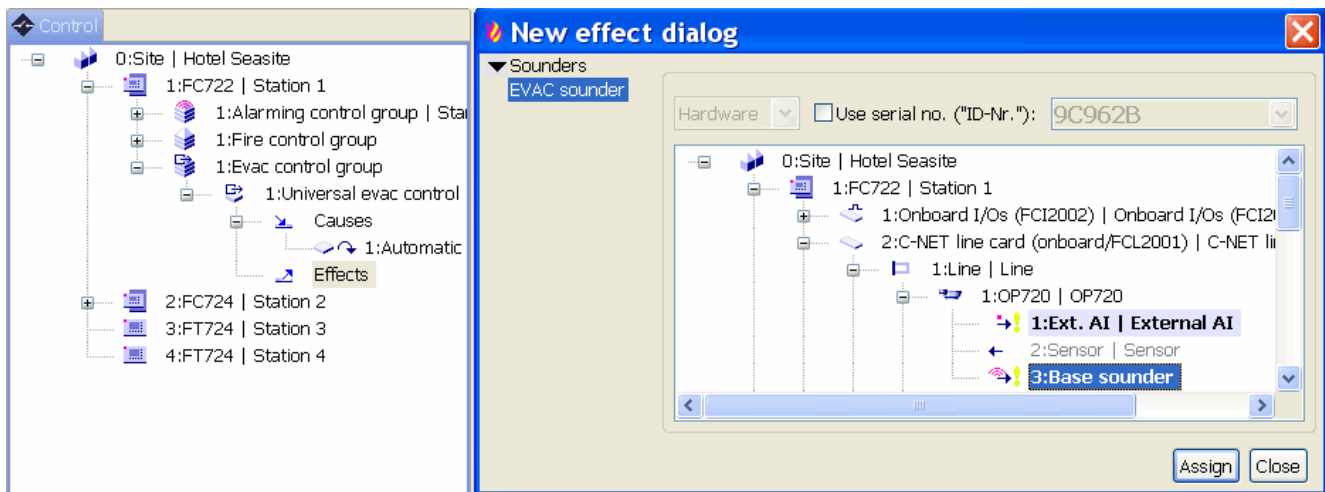 Control
0:Site | Hotel Seasite
1:FC722 | Station 1
1:Alarming control group | Sta
1:Fire control group
1:Evac control group
1:Universal evac control
Causes
1:Automatic
Effects
2:FC724 | Station 2
3:FT724 | Station 3
4:FT724 | Station 4
New effect dialog
Sounders
EVAC sounder
Hardware
Use serial no. ("ID-Nr."):
9C962B
0:Site | Hotel Seasite
1:FC722 | Station 1
1:Onboard I/Os (FCI2002) | Onboard I/Os (FCI2
2:C-NET line card (onboard/FCL2001) | C-NET li
1:Line | Line
1:OP720 | OP720
1:Ext. AI | External AI
2:Sensor | Sensor
3:Base sounder
Assign
Close